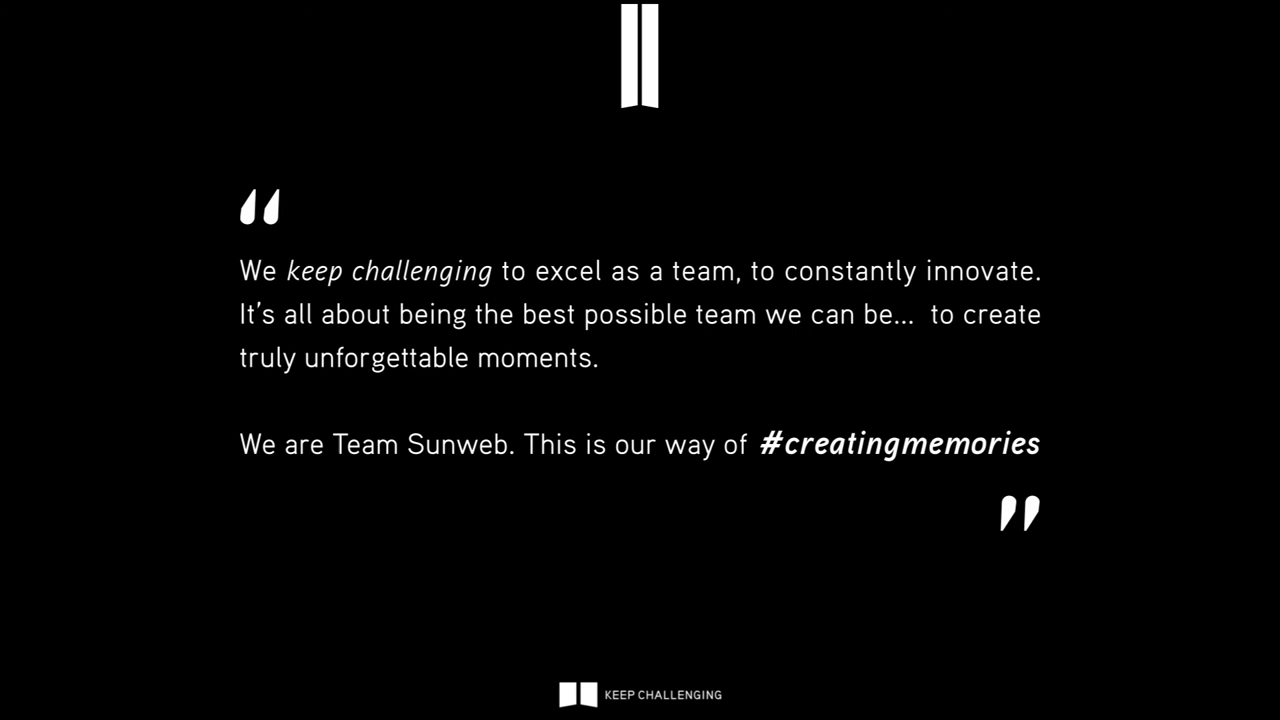 “
We keep challenging to excel as a team, to constantly innovate.
It’s all about being the best possible team we can be... to create
truly unforgettable moments.
We are Team Sunweb. This is our way of #creatingmemories
”
KEEP CHALLENGING